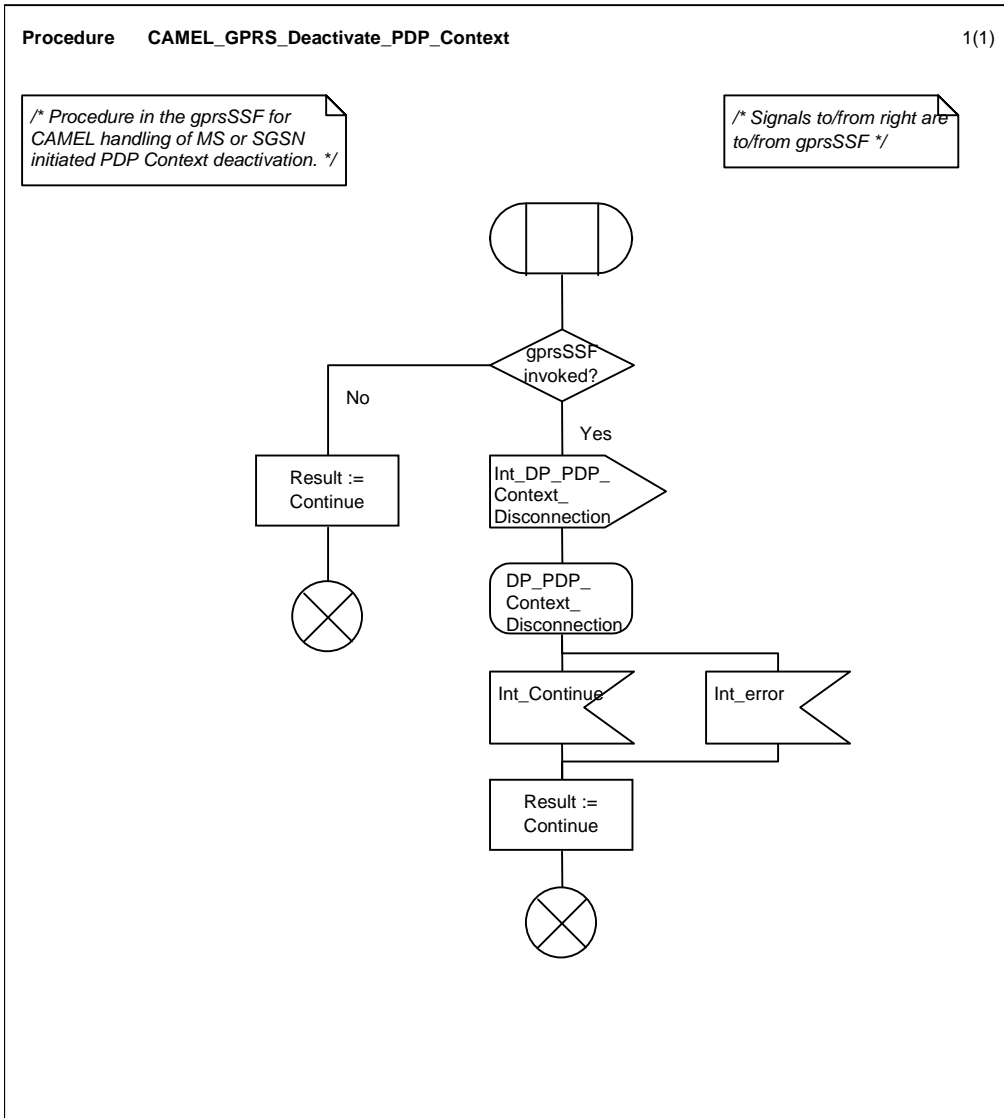 Procedure CAMEL_GPRS_Deactivate_PDP_Context 1(1)
/* Procedure in the gprsSSF for
CAMEL handling of MS or SGSN
initiated PDP Context deactivation. */
/* Signals to/from right are
to/from gprsSSF */
gprsSSF
invoked?
No
Yes
Result :=
Continue
Int_DP_PDP_
Context_
Disconnection
DP_PDP_
Context_
Disconnection
Int_Continue
Int_error
Result :=
Continue